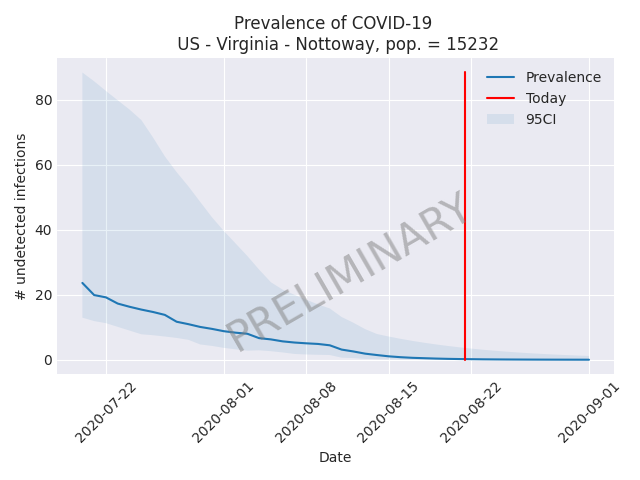 Prevalence of COVID-19
US - Virginia - Nottoway, pop. = 15232
Prevalence
Today
95CI
# undetected infections
80
60
40
20
0
PRELIMINARY
2020-07-22
2020-08-01
2020-08-08
2020-08-15
2020-08-22
2020-09-01
Date